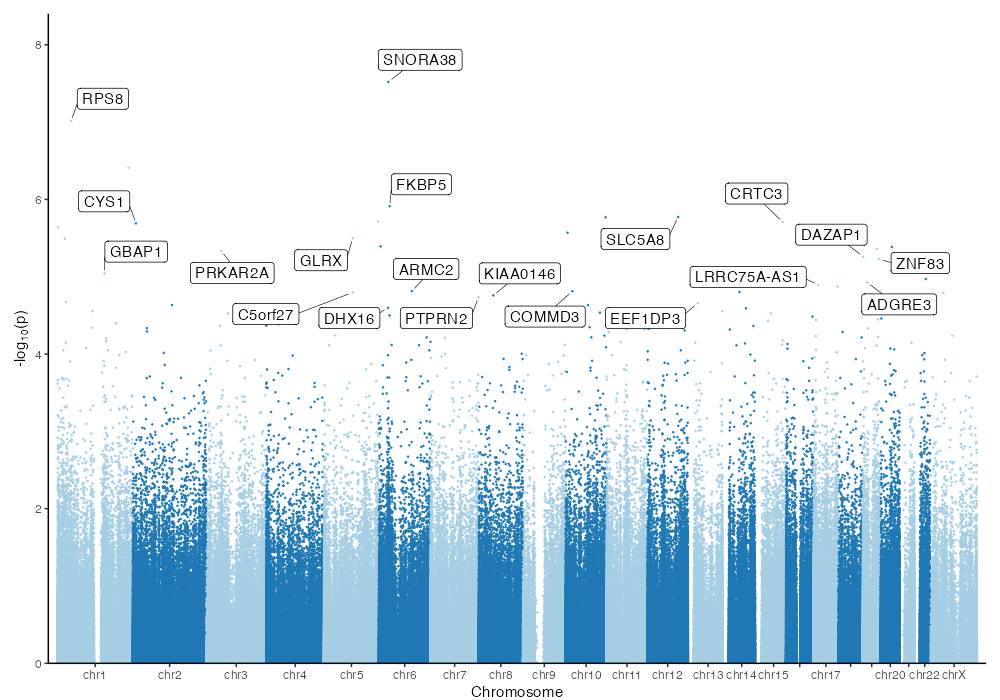 8
SNORA38
RPS8
6
FKBP5
CRTC3
CYS1
DAZAP1
SLC5A8
GBAP1
GLRX
ZNF83
PRKAR2A
ARMC2
KIAA0146
LRRC75A-AS1
ADGRE3
C5orf27
DHX16
PTPRN2
COMMD3
EEF1DP3
-log10(p)
4
2
0
chr1 chr2 chr3 chr4 chr5 chr6 chr7 chr8 chr9 chr10 chr11 chr12 chr13 chr14 chr15 chr17 chr20 chr22 chrX
Chromosome